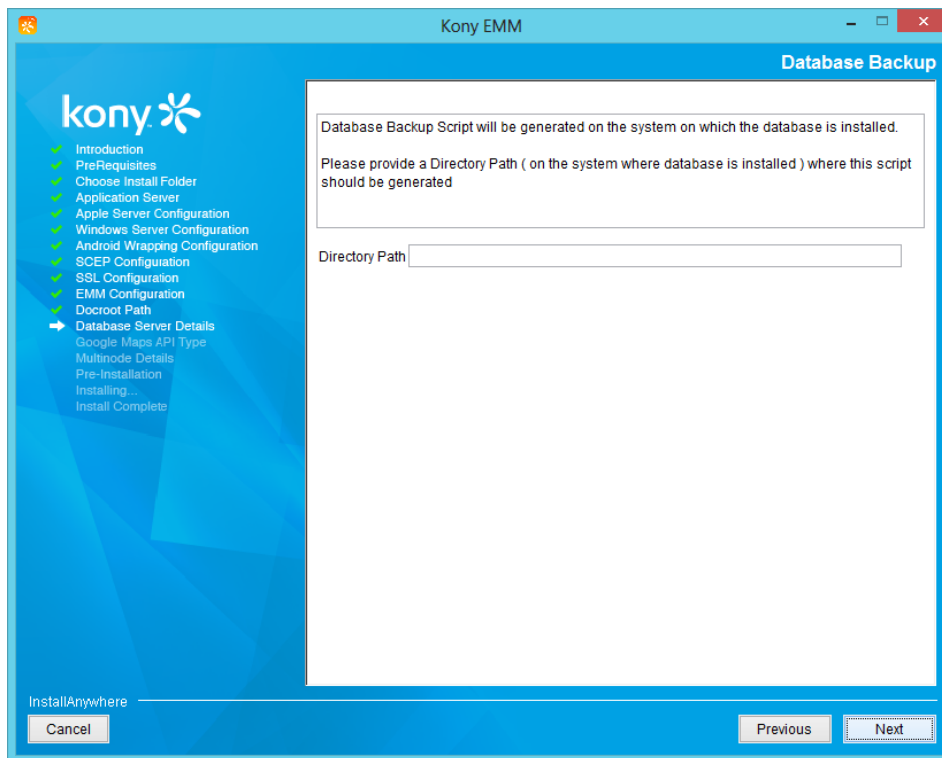 Kony EMM
Database Backup
kony
Introduction
PreRequisites
Choose Install Folder
Application Server
Apple Server Configuration
Windows Server Configuration
Android Wrapping Configuration
SCEP Configuration
SSL Configuration
EMM Configuration
Docroot Path
Database Server Details
Google Maps API Type
Multinode Details
Pre-Installation
Installing...
Install Complete
Database Backup Script will be generated on the system on which the database is installed.
Please provide a Directory Path ( on the system where database is installed ) where this script
should be generated
Directory Path
InstallAnywhere
Cancel
Previous
Next